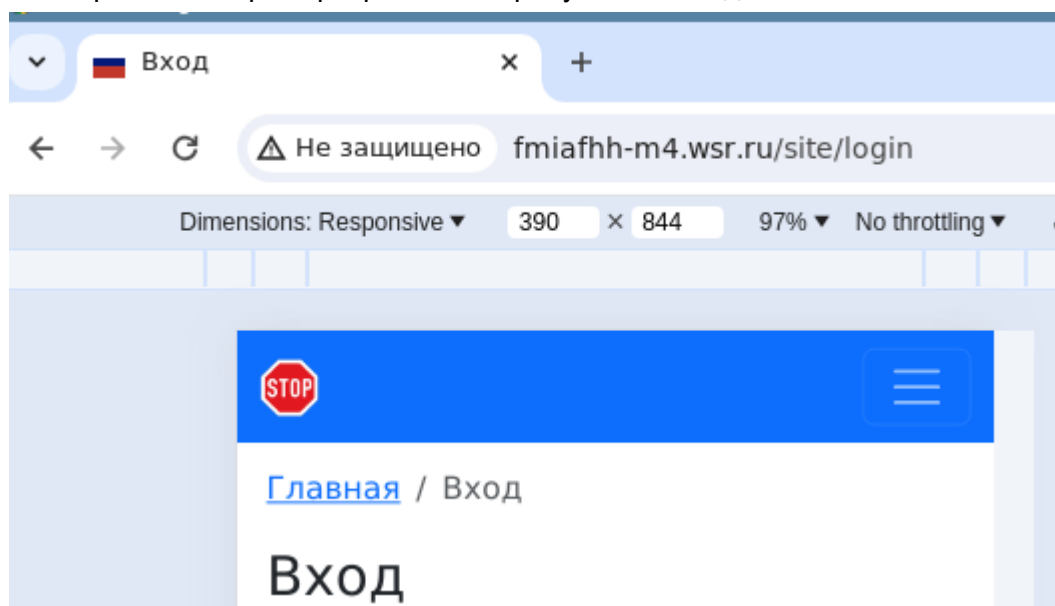 Вход
Не защищено fmiafhh-m4.wsr.ru/site/login
Dimensions: Responsive ▼ 390 × 844 97% ▼ No throttling ▼
STOP
Главная / Вход
Вход